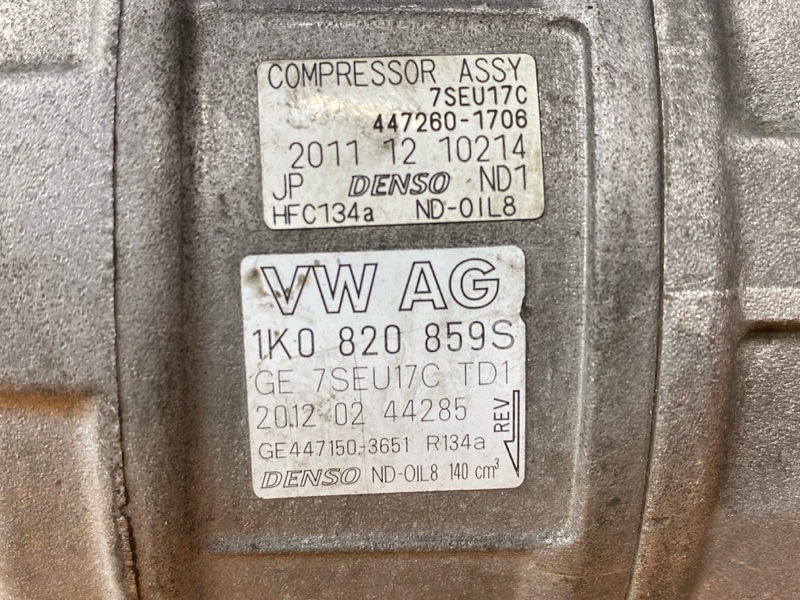 COMPRESSOR ASSY
7SEU17C
447260-1706
2011 12 10214
JP DENSO ND1
HFC134a ND-OIL8
VW AG
1K0 820 859S
GE 7SEU17C TD1
2012 02 44285
GE447150-3651 R134a
REV
DENSO ND-OIL8 140 cm³